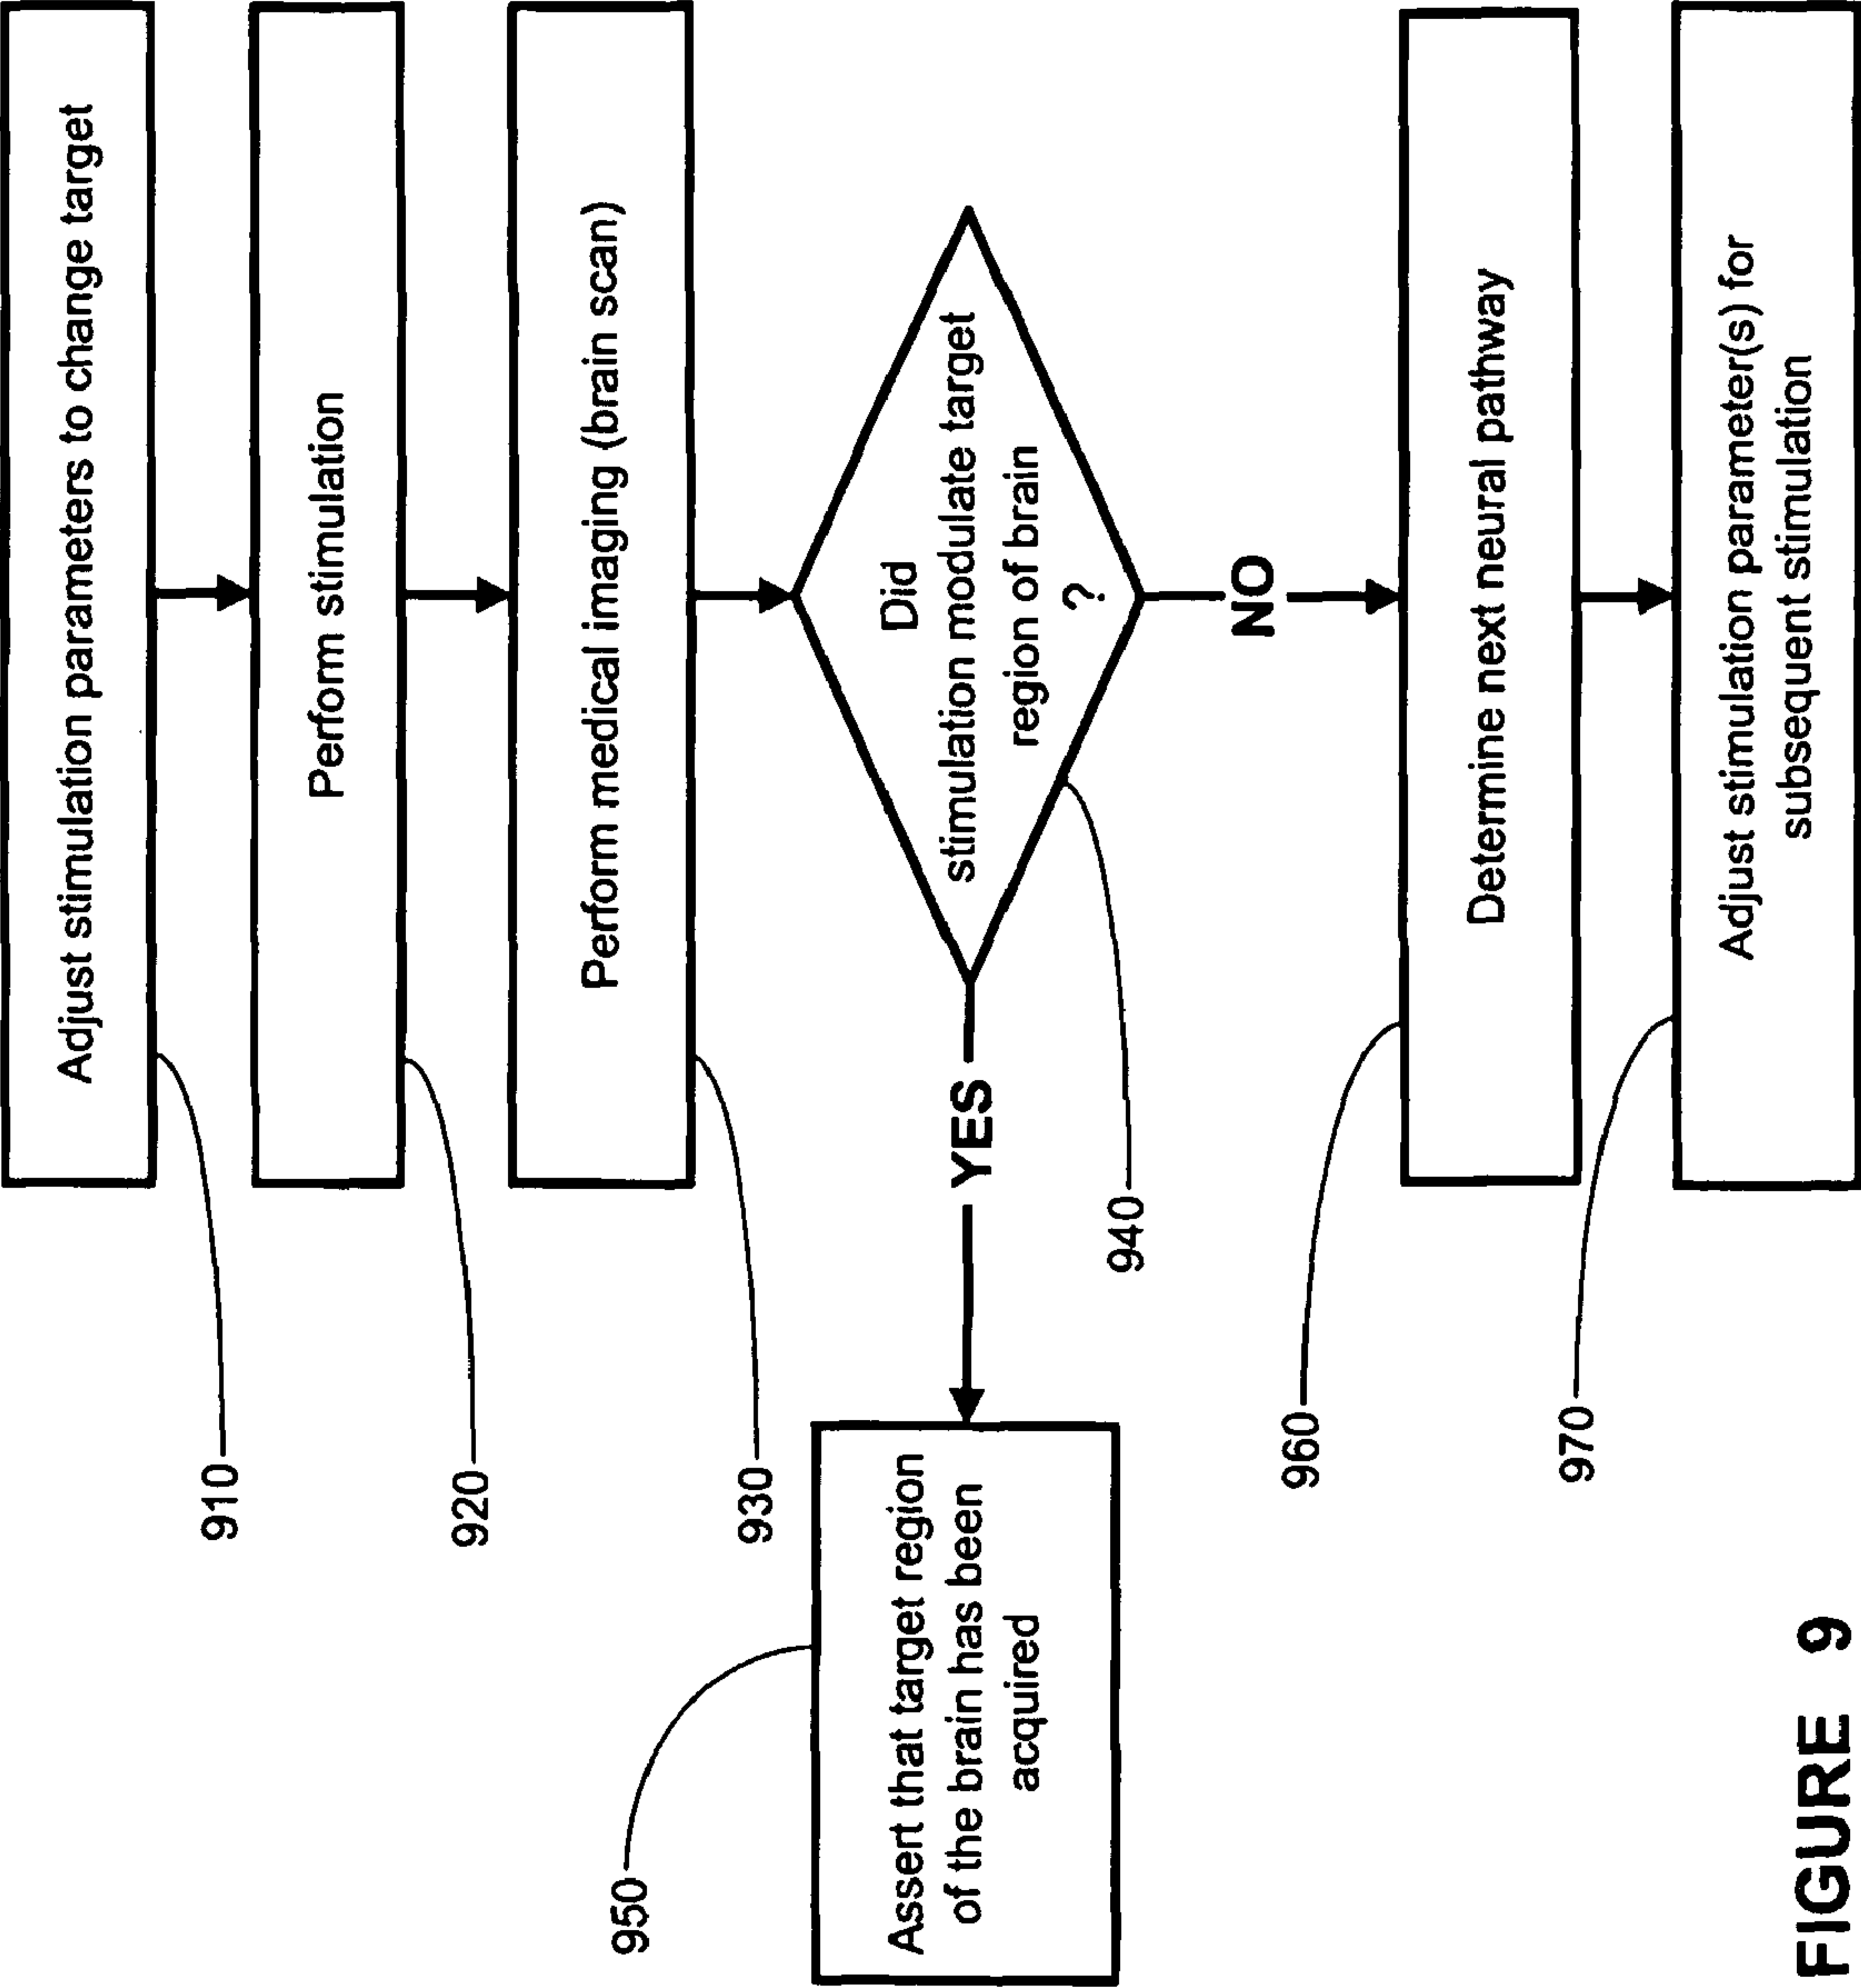 Adjust stimulation parameters to change target
910
Perform stimulation
920
Perform medical imaging (brain scan)
930
Did
stimulation modulate target
region of brain
?
940
YES
Assert that target region
of the brain has been
acquired
950
NO
Determine next neural pathway
960
Adjust stimulation parameter(s) for
subsequent stimulation
970
FIGURE 9